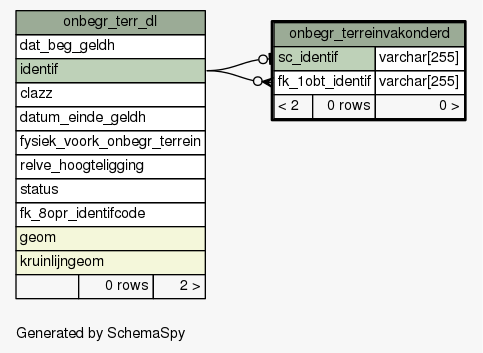 onbegr_terr_dl
dat_beg_geldh
identif
clazz
datum_einde_geldh
fysiek_voork_onbegr_terrein
relve_hoogteligging
status
fk_8opr_identifcode
geom
kruinlijngeom
0 rows 2 >
onbegr_terreinvakonderd
sc_identif varchar[255]
fk_1obt_identif varchar[255]
< 2 0 rows 0 >
Generated by SchemaSpy